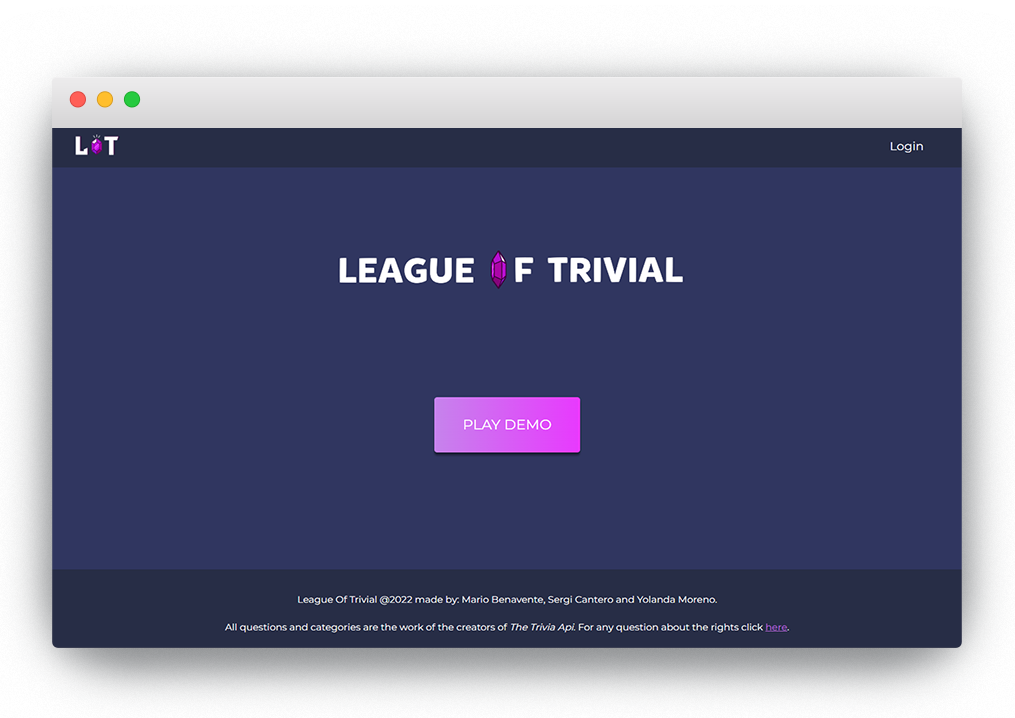 LOT
Login
LEAGUE OF TRIVIAL
PLAY DEMO
League Of Trivial @2022 made by: Mario Benavente, Sergi Cantero and Yolanda Moreno.
All questions and categories are the work of the creators of The Trivia Api. For any question about the rights click here.